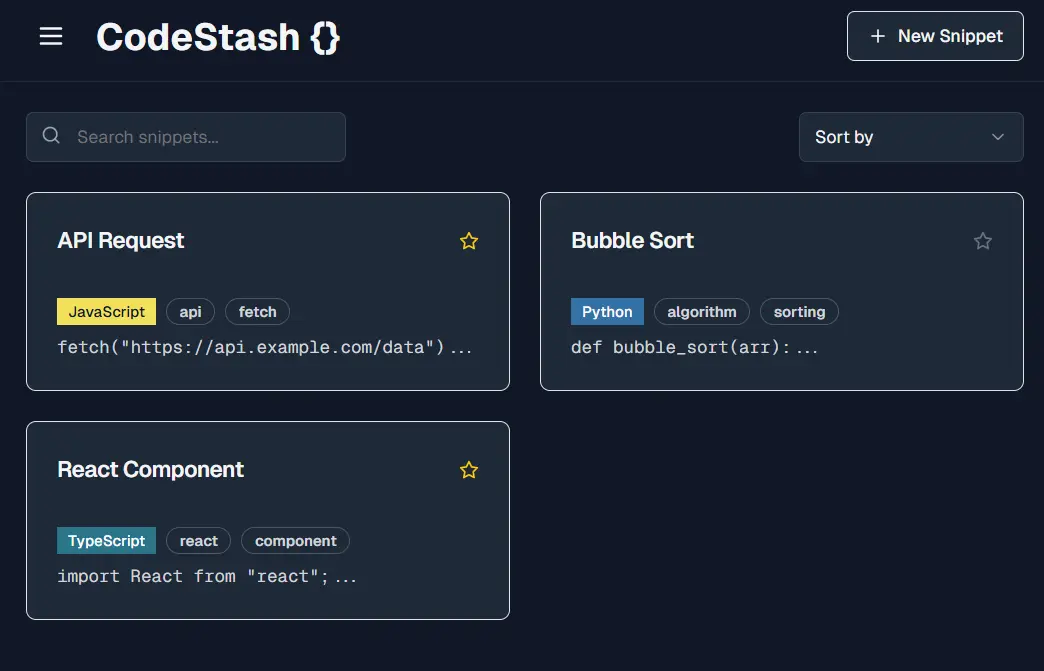 CodeStash {}
+ New Snippet
Search snippets...
Sort by
API Request
JavaScript api fetch
fetch("https://api.example.com/data")...
Bubble Sort
Python algorithm sorting
def bubble_sort(arr):...
React Component
TypeScript react component
import React from "react";...